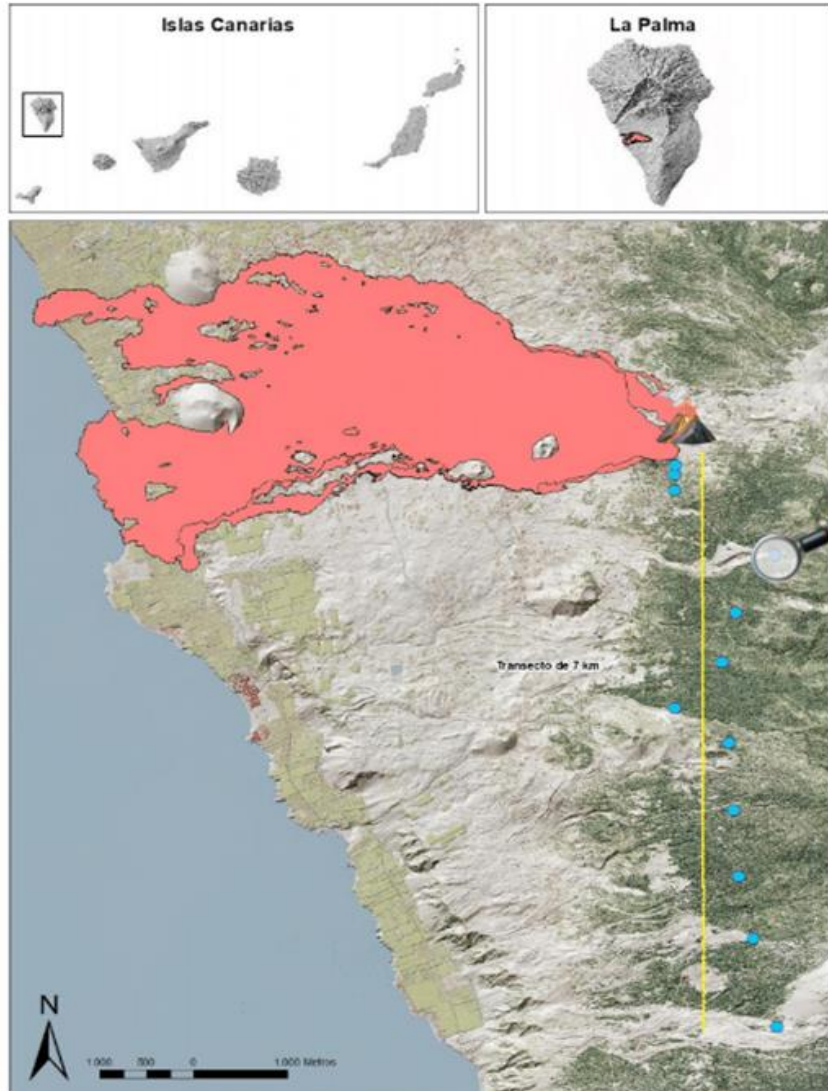 Islas Canarias
La Palma
Transecto de 7 km
N
1.000 500 0 1.000 Metros